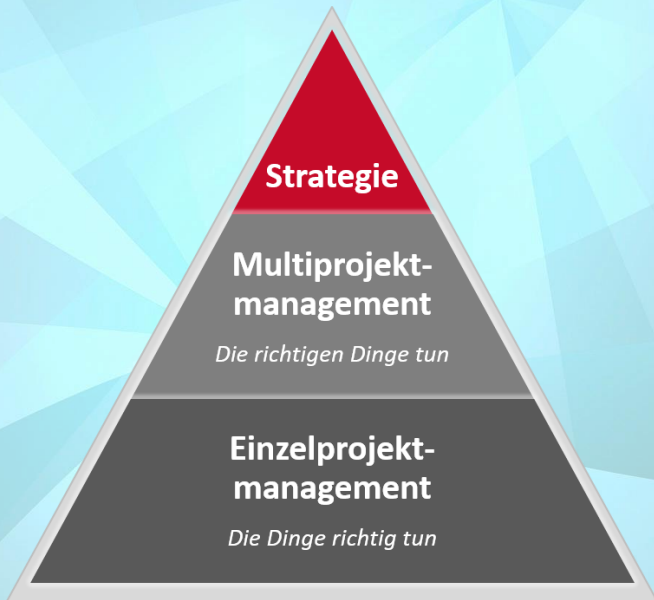 Strategie
Multiprojekt-
management
Die richtigen Dinge tun
Einzelprojekt-
management
Die Dinge richtig tun